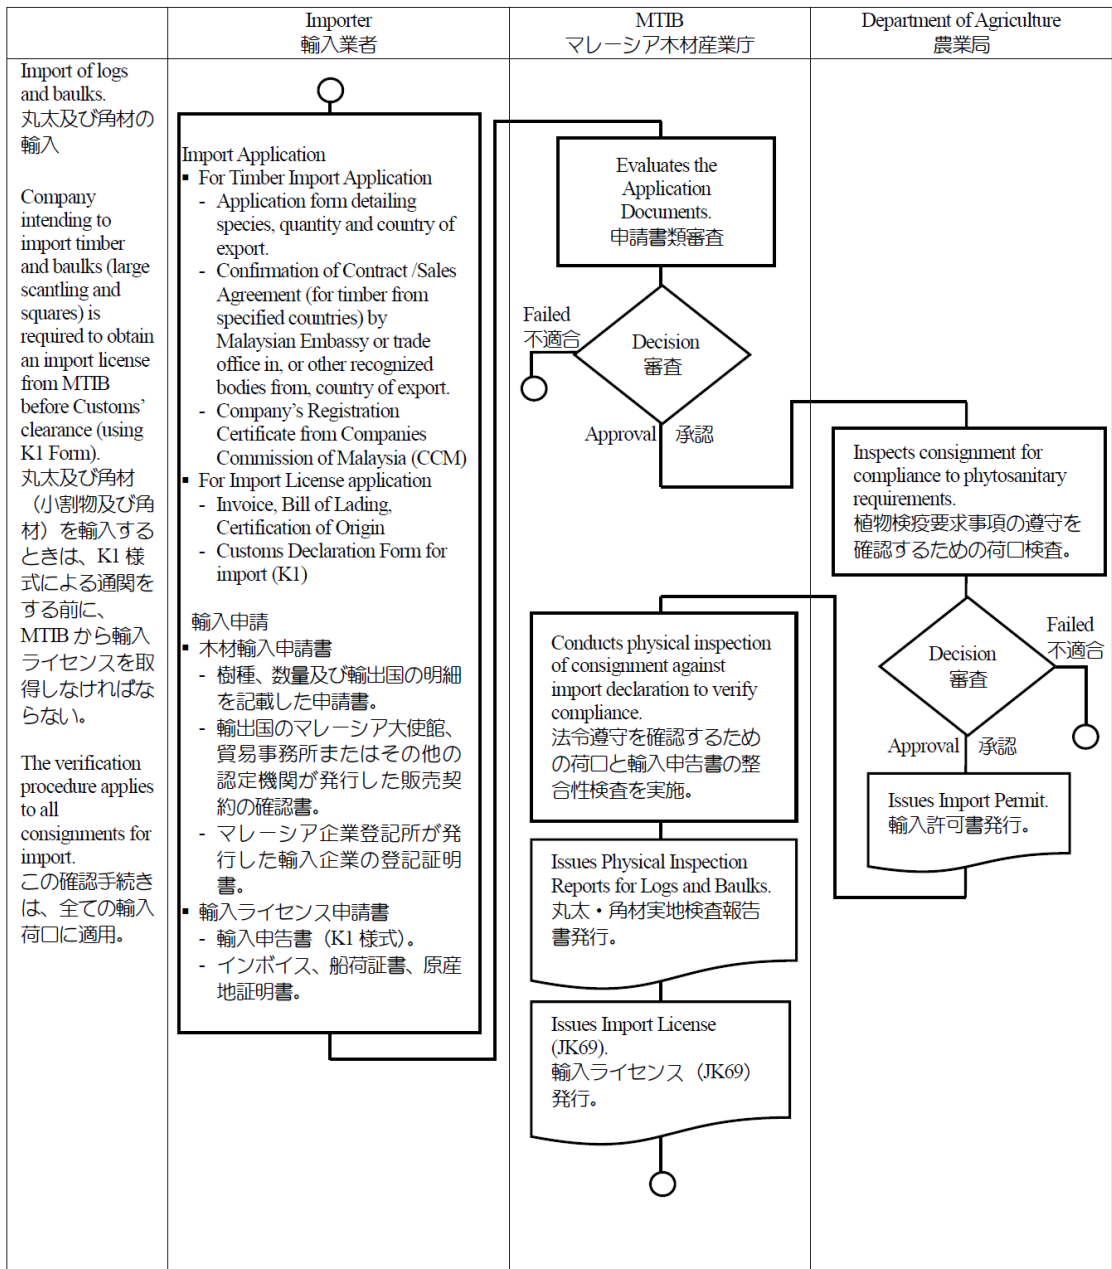 Importer
輸入業者
MTIB
マレーシア木材産業庁
Department of Agriculture
農業局
Import of logs
and baulks.
丸太及び角材の
輸入
Company
intending to
import timber
and baulks (large
scantling and
squares) is
required to obtain
an import license
from MTIB
before Customs’
clearance (using
K1 Form).
丸太及び角材
（小割物及び角
材）を輸入する
ときは、K1 様
式による通関を
する前に、
MTIB から輸入
ライセンスを取
得しなければな
らない。
The verification
procedure applies
to all
consignments for
import.
この確認手続き
は、全ての輸入
荷口に適用。
Import Application
▪ For Timber Import Application
- Application form detailing
species, quantity and country of
export.
- Confirmation of Contract /Sales
Agreement (for timber from
specified countries) by
Malaysian Embassy or trade
office in, or other recognized
bodies from, country of export.
- Company’s Registration
Certificate from Companies
Commission of Malaysia (CCM)
▪ For Import License application
- Invoice, Bill of Lading,
Certification of Origin
- Customs Declaration Form for
import (K1)
輸入申請
▪ 木材輸入申請書
- 樹種、数量及び輸出国の明細
を記載した申請書。
- 輸出国のマレーシア大使館、
貿易事務所またはその他の
認定機関が発行した販売契
約の確認書。
- マレーシア企業登記所が発
行した輸入企業の登記証明
書。
▪ 輸入ライセンス申請書
- 輸入申告書（K1 様式）。
- インボイス、船荷証書、原産
地証明書。
Evaluates the
Application
Documents.
申請書類審査
Failed
不適合
Decision
審査
Approval 承認
Inspects consignment for
compliance to phytosanitary
requirements.
植物検疫要求事項の遵守を
確認するための荷口検査。
Decision
審査
Failed
不適合
Approval 承認
Issues Import Permit.
輸入許可書発行。
Conducts physical inspection
of consignment against
import declaration to verify
compliance.
法令遵守を確認するため
の荷口と輸入申告書の整
合性検査を実施。
Issues Physical Inspection
Reports for Logs and Baulks.
丸太・角材実地検査報告
書発行。
Issues Import License
(JK69).
輸入ライセンス（JK69）
発行。